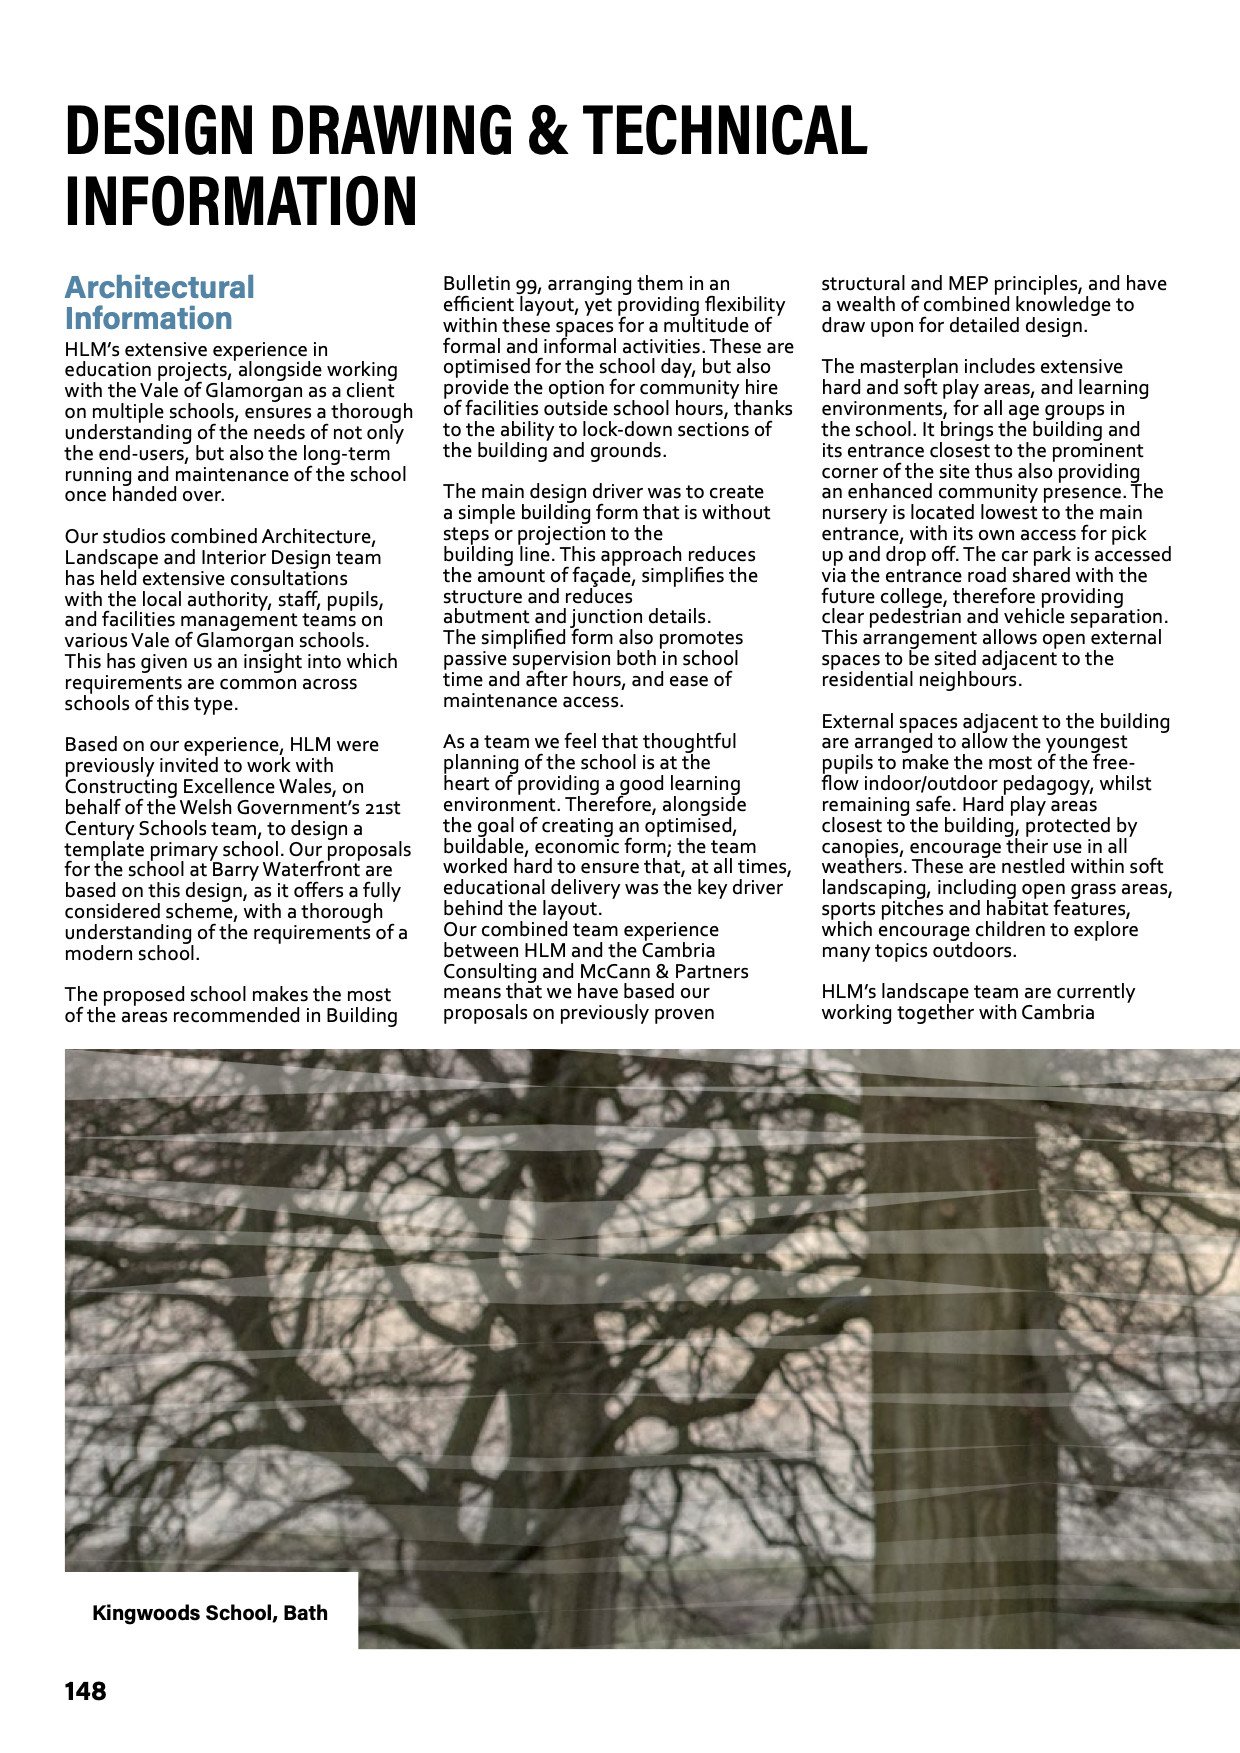 DESIGN DRAWING & TECHNICAL
INFORMATION
Architectural
Information
HLM’s extensive experience in
education projects, alongside working
with the Vale of Glamorgan as a client
on multiple schools, ensures a thorough
understanding of the needs of not only
the end-users, but also the long-term
running and maintenance of the school
once handed over.
Our studios combined Architecture,
Landscape and Interior Design team
has held extensive consultations
with the local authority, staff, pupils,
and facilities management teams on
various Vale of Glamorgan schools.
This has given us an insight into which
requirements are common across
schools of this type.
Based on our experience, HLM were
previously invited to work with
Constructing Excellence Wales, on
behalf of the Welsh Government’s 21st
Century Schools team, to design a
template primary school. Our proposals
for the school at Barry Waterfront are
based on this design, as it offers a fully
considered scheme, with a thorough
understanding of the requirements of a
modern school.
The proposed school makes the most
of the areas recommended in Building
Bulletin 99, arranging them in an
efficient layout, yet providing flexibility
within these spaces for a multitude of
formal and informal activities. These are
optimised for the school day, but also
provide the option for community hire
of facilities outside school hours, thanks
to the ability to lock-down sections of
the building and grounds.
The main design driver was to create
a simple building form that is without
steps or projection to the
building line. This approach reduces
the amount of façade, simplifies the
structure and reduces
abutment and junction details.
The simplified form also promotes
passive supervision both in school
time and after hours, and ease of
maintenance access.
As a team we feel that thoughtful
planning of the school is at the
heart of providing a good learning
environment. Therefore, alongside
the goal of creating an optimised,
buildable, economic form; the team
worked hard to ensure that, at all times,
educational delivery was the key driver
behind the layout.
Our combined team experience
between HLM and the Cambria
Consulting and McCann & Partners
means that we have based our
proposals on previously proven
structural and MEP principles, and have
a wealth of combined knowledge to
draw upon for detailed design.
The masterplan includes extensive
hard and soft play areas, and learning
environments, for all age groups in
the school. It brings the building and
its entrance closest to the prominent
corner of the site thus also providing
an enhanced community presence. The
nursery is located lowest to the main
entrance, with its own access for pick
up and drop off. The car park is accessed
via the entrance road shared with the
future college, therefore providing
clear pedestrian and vehicle separation.
This arrangement allows open external
spaces to be sited adjacent to the
residential neighbours.
External spaces adjacent to the building
are arranged to allow the youngest
pupils to make the most of the free-
flow indoor/outdoor pedagogy, whilst
remaining safe. Hard play areas
closest to the building, protected by
canopies, encourage their use in all
weathers. These are nestled within soft
landscaping, including open grass areas,
sports pitches and habitat features,
which encourage children to explore
many topics outdoors.
HLM’s landscape team are currently
working together with Cambria
Kingwoods School, Bath
148